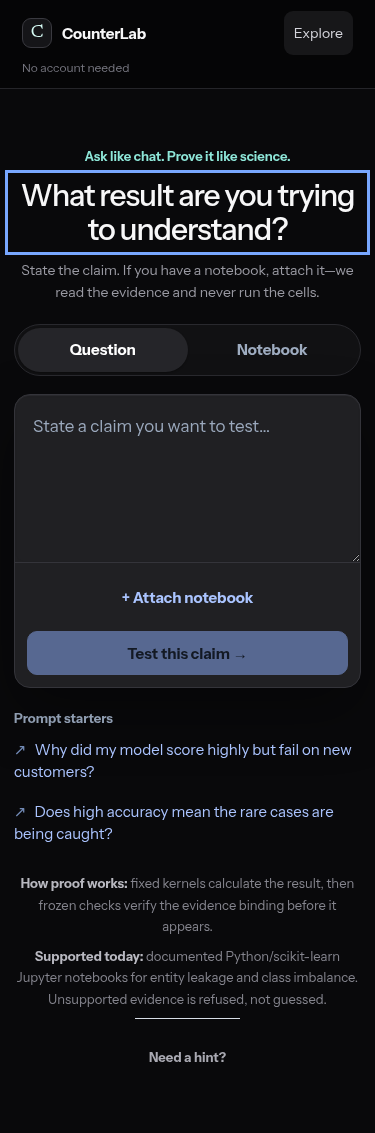 C CounterLab
Explore
No account needed
Ask like chat. Prove it like science.
What result are you trying
to understand?
State the claim. If you have a notebook, attach it—we
read the evidence and never run the cells.
Question
Notebook
State a claim you want to test...
+ Attach notebook
Test this claim →
Prompt starters
↗ Why did my model score highly but fail on new
customers?
↗ Does high accuracy mean the rare cases are
being caught?
How proof works: fixed kernels calculate the result, then
frozen checks verify the evidence binding before it
appears.
Supported today: documented Python/scikit-learn
Jupyter notebooks for entity leakage and class imbalance.
Unsupported evidence is refused, not guessed.
Need a hint?